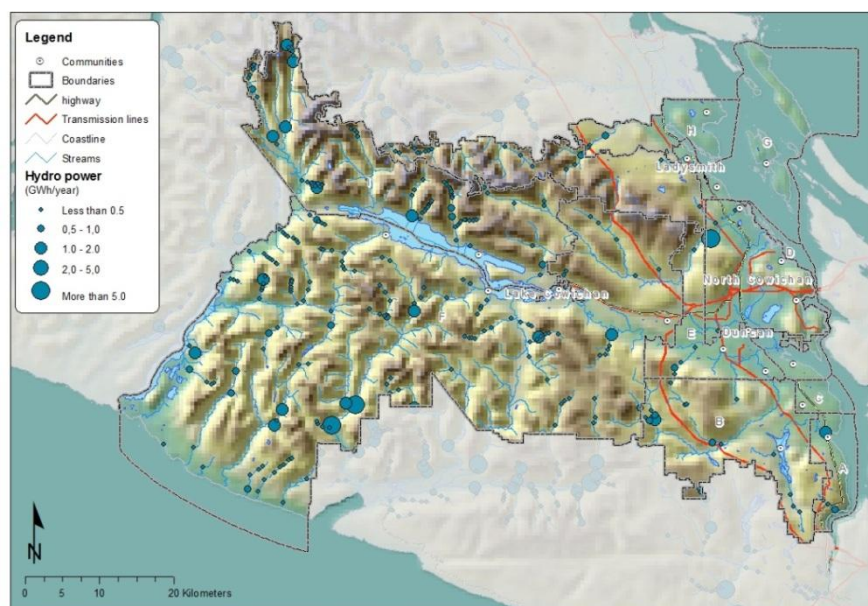 Legend
Communities
Boundaries
highway
Transmission lines
Coastline
Streams
Hydro power
(GWh/year)
Less than 0.5
0,5 - 1,0
1.0 - 2.0
2,0 - 5,0
More than 5.0
H
G
Ladysmith
D
North Cowichan
Lake Cowichan
F
E
Duncan
C
B
A
N
0 5 10 20 Kilometers